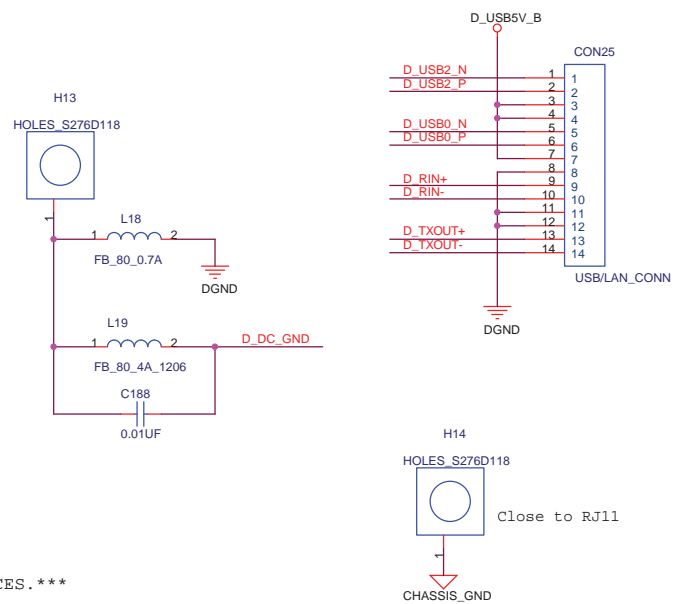 D_USB5V_B
CON25
D_USB2_N 1 1
D_USB2_P 2 2
3 3
4 4
D_USB0_N 5 5
D_USB0_P 6 6
7 7
8 8
D_RIN+ 9 9
D_RIN- 10 10
11 11
12 12
D_TXOUT+ 13 13
D_TXOUT- 14 14
USB/LAN_CONN
DGND
H13
HOLES_S276D118
1
L18
1 2
FB_80_0.7A
DGND
L19
1 2
D_DC_GND
FB_80_4A_1206
C188
0.01UF
H14
HOLES_S276D118
Close to RJ11
1
CHASSIS_GND
CES.***